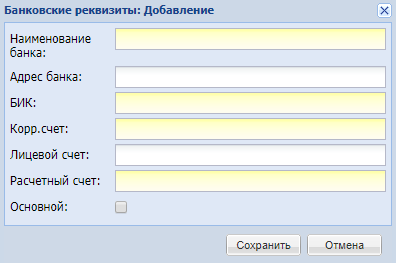 Банковские реквизиты: Добавление
Наименование
банка:
Адрес банка:
БИК:
Корр.счет:
Лицевой счет:
Расчетный счет:
Основной:
Сохранить Отмена